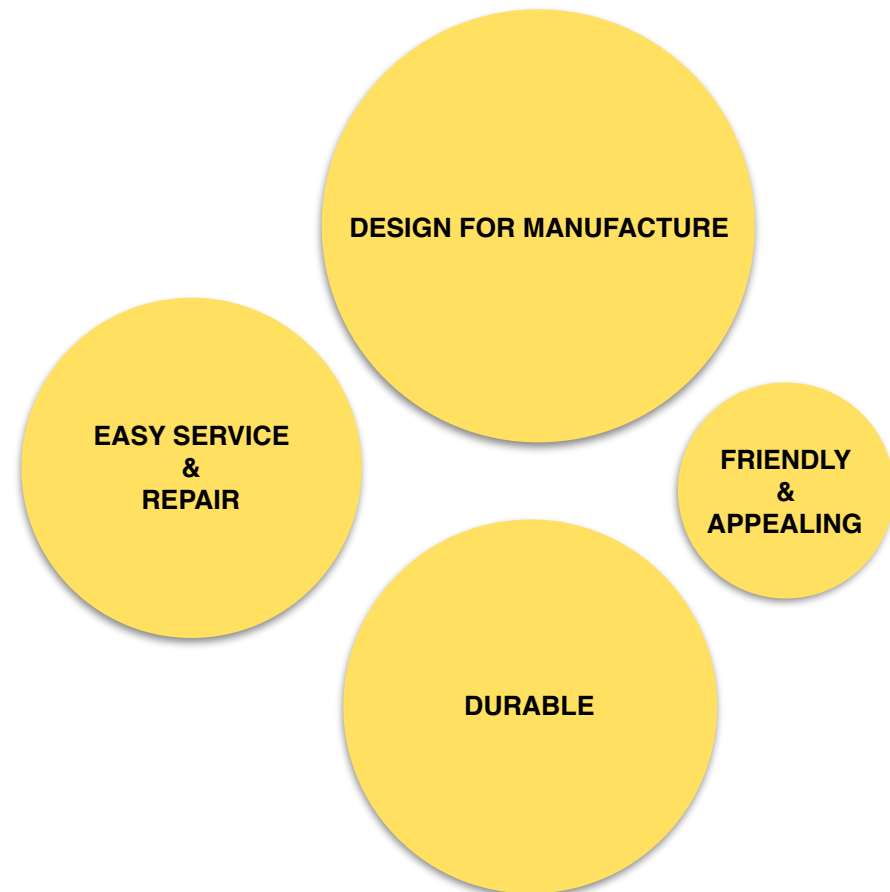 DESIGN FOR MANUFACTURE
EASY SERVICE
&
REPAIR
FRIENDLY
&
APPEALING
DURABLE